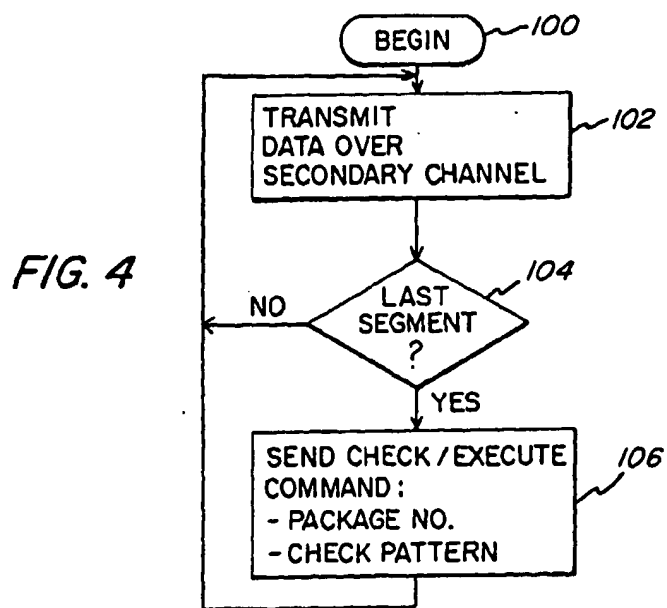 BEGIN
100
TRANSMIT
DATA OVER
SECONDARY CHANNEL
102
FIG. 4
104
LAST
SEGMENT
?
NO
YES
SEND CHECK / EXECUTE
COMMAND :
- PACKAGE NO.
- CHECK PATTERN
106